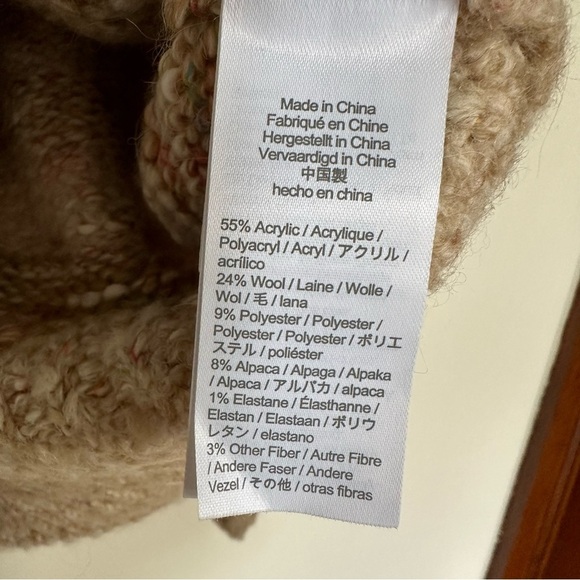 Made in China
Fabriqué en Chine
Hergestellt in China
Vervaardigd in China
中国製
hecho en china
55% Acrylic / Acrylique /
Polyacryl / Acryl / アクリル /
acrílico
24% Wool / Laine / Wolle /
Wol / 毛 / lana
9% Polyester / Polyester /
Polyester / Polyester / ポリエ
ステル / poliéster
8% Alpaca / Alpaga / Alpaka
/ Alpaca / アルパカ / alpaca
1% Elastane / Élasthanne /
Elastan / Elastaan / ポリウ
レタン / elastano
3% Other Fiber / Autre Fibre
/ Andere Faser / Andere
Vezel / その他 / otras fibras